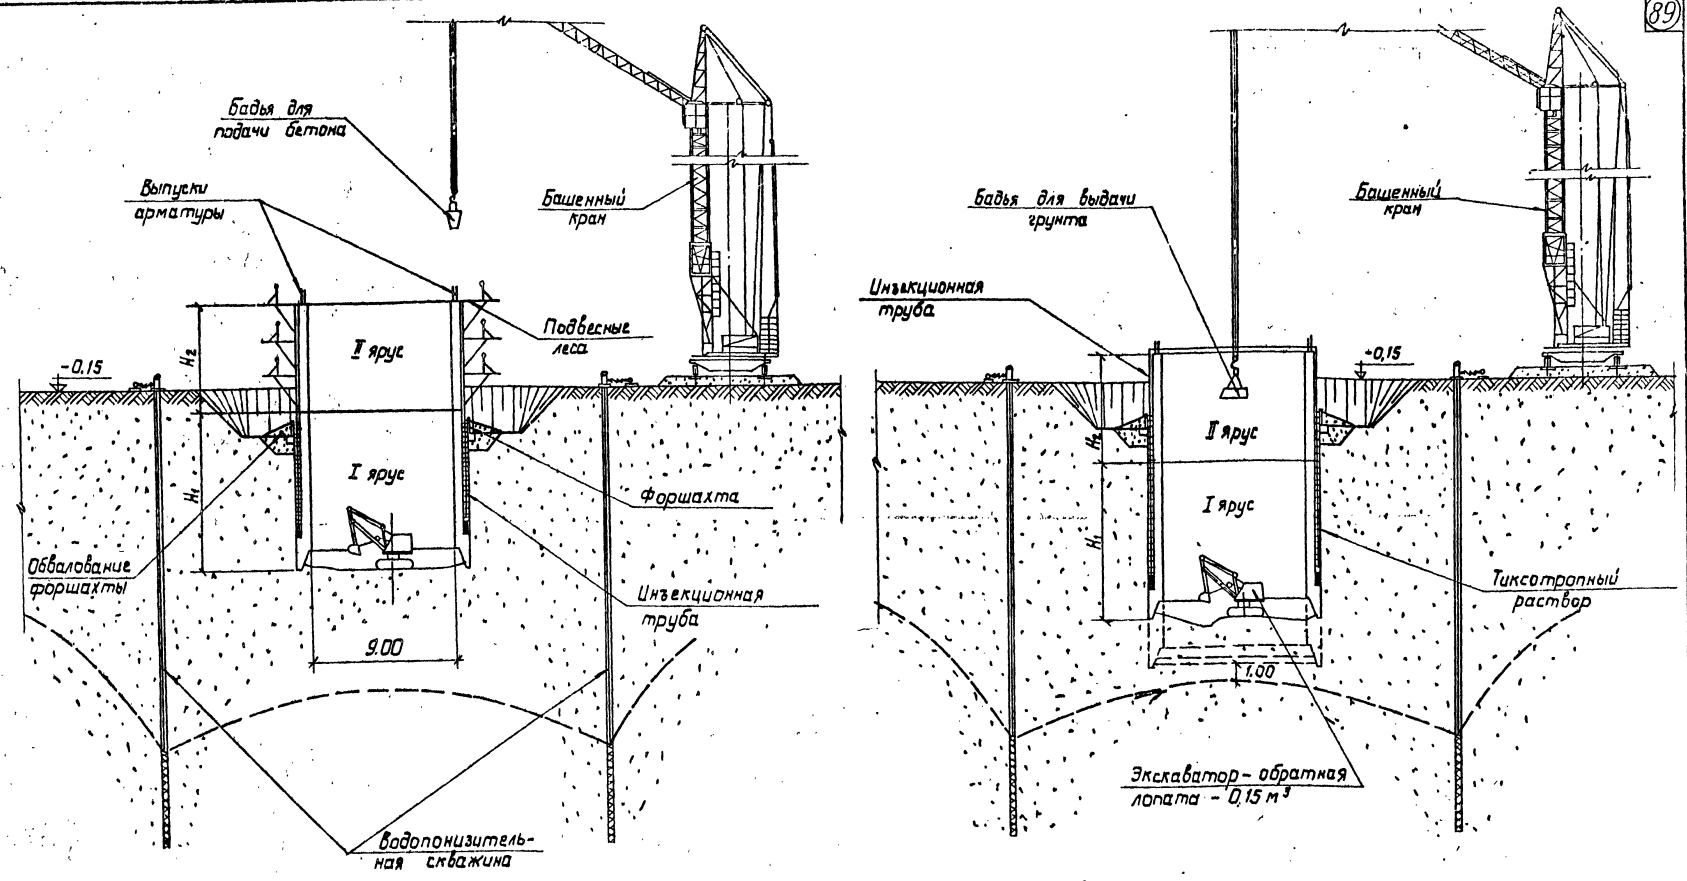 89
Бадья для
подачи бетона
Выпуски
арматуры
Башенный
кран
Подвесные
леса
-0,15
H₂
II ярус
H₁
I ярус
Форшахта
Обвалование
форшахты
Инъекционная
труба
9.00
Водопонизитель-
ная скважина
Бадья для выдачи
грунта
Башенный
кран
Инъекционная
труба
-0,15
H₂
II ярус
H₁
I ярус
Тиксотропный
раствор
1.00
Экскаватор - обратная
лопата - 0,15 м³